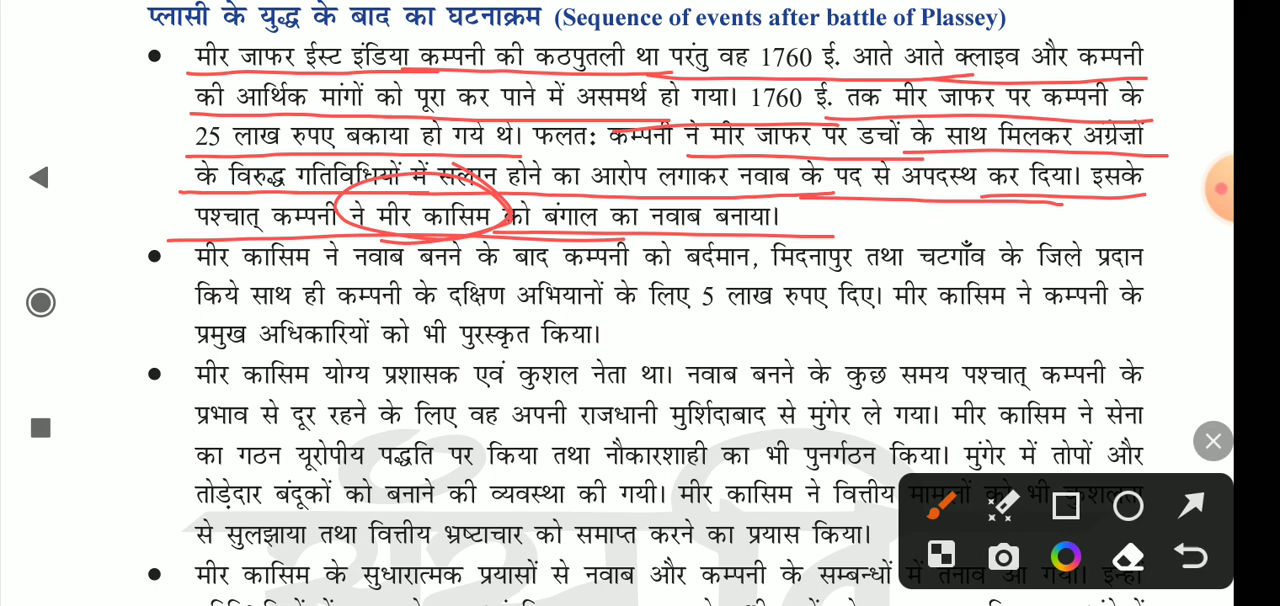 प्लासी के युद्ध के बाद का घटनाक्रम (Sequence of events after battle of Plassey)
● मीर जाफर ईस्ट इंडिया कम्पनी की कठपुतली था परंतु वह 1760 ई. आते आते क्लाइव और कम्पनी
की आर्थिक मांगों को पूरा कर पाने में असमर्थ हो गया। 1760 ई. तक मीर जाफर पर कम्पनी के
25 लाख रुपए बकाया हो गये थे। फलतः कम्पनी ने मीर जाफर पर डचों के साथ मिलकर अंग्रेज़ों
के विरुद्ध गतिविधियों में संलग्न होने का आरोप लगाकर नवाब के पद से अपदस्थ कर दिया। इसके
पश्चात् कम्पनी ने मीर कासिम को बंगाल का नवाब बनाया।
● मीर कासिम ने नवाब बनने के बाद कम्पनी को बर्दमान, मिदनापुर तथा चटगाँव के जिले प्रदान
किये साथ ही कम्पनी के दक्षिण अभियानों के लिए 5 लाख रुपए दिए। मीर कासिम ने कम्पनी के
प्रमुख अधिकारियों को भी पुरस्कृत किया।
● मीर कासिम योग्य प्रशासक एवं कुशल नेता था। नवाब बनने के कुछ समय पश्चात् कम्पनी के
प्रभाव से दूर रहने के लिए वह अपनी राजधानी मुर्शिदाबाद से मुंगेर ले गया। मीर कासिम ने सेना
का गठन यूरोपीय पद्धति पर किया तथा नौकारशाही का भी पुनर्गठन किया। मुंगेर में तोपों और
तोड़ेदार बंदूकों को बनाने की व्यवस्था की गयी। मीर कासिम ने वित्तीय मामलों को भी कुशलता
से सुलझाया तथा वित्तीय भ्रष्टाचार को समाप्त करने का प्रयास किया।
● मीर कासिम के सुधारात्मक प्रयासों से नवाब और कम्पनी के सम्बन्धों में तनाव आ गया। इन्हीं